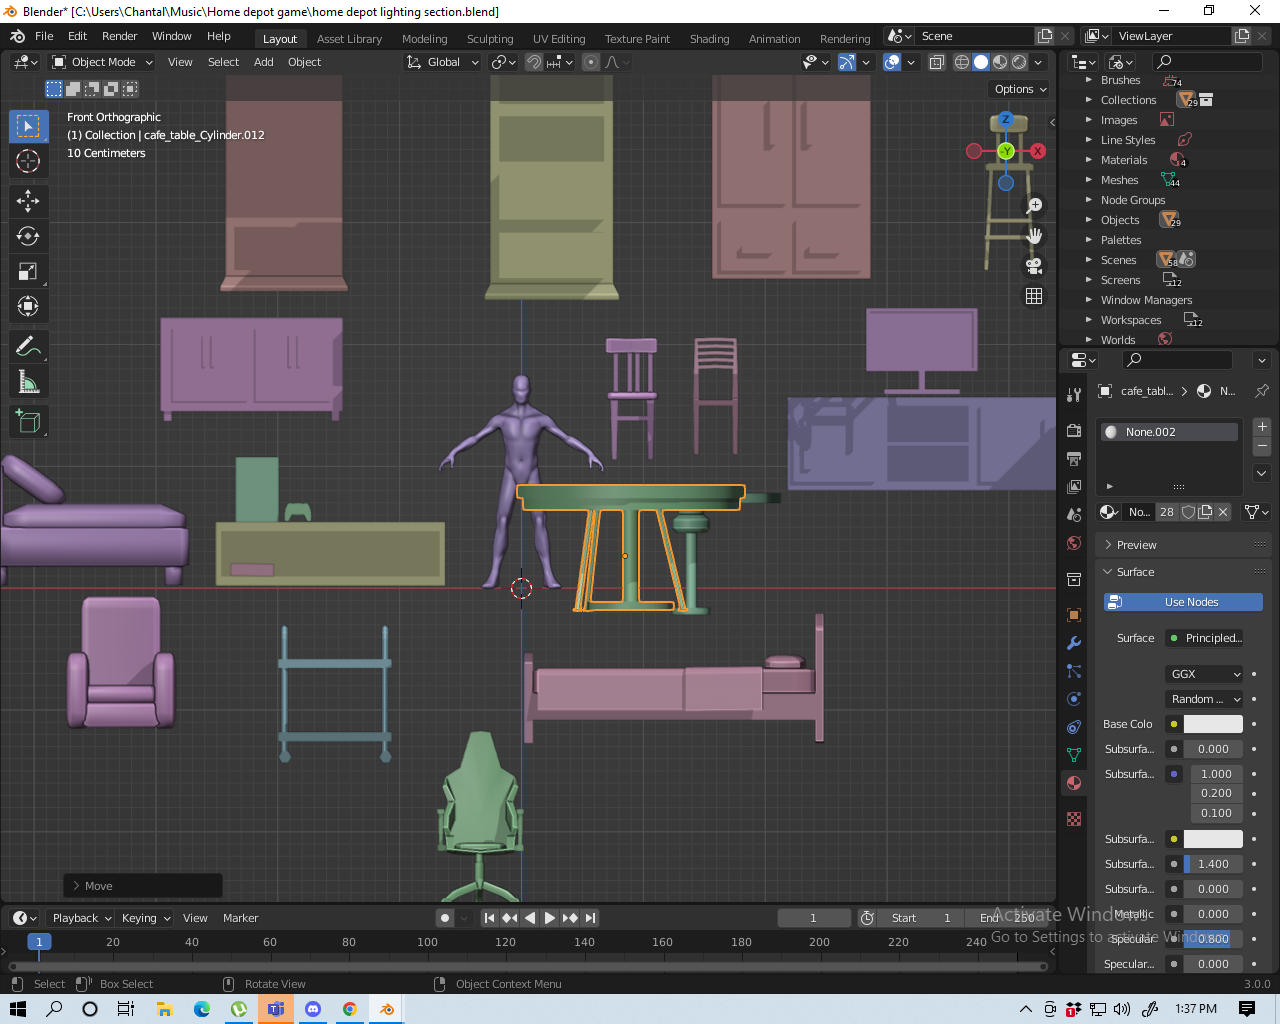 Blender* [C:\Users\Chantal\Music\Home depot game\home depot lighting section.blend]
File Edit Render Window Help Layout Asset Library Modeling Sculpting UV Editing Texture Paint Shading Animation Rendering Scene ViewLayer
Object Mode View Select Add Object Global
Options
Front Orthographic
(1) Collection | cafe_table_Cylinder.012
10 Centimeters
Z
X
-Y
Brushes 74
Collections 29
Images
Line Styles
Materials 4
Meshes 44
Node Groups
Objects 29
Palettes
Scenes 58
Screens 12
Window Managers
Workspaces 12
Worlds
cafe_tabl... > N...
None.002
No... 28
Preview
Surface
Use Nodes
Surface Principled...
GGX
Random ...
Base Colo
Subsurfa... 0.000
Subsurfa... 1.000
0.200
0.100
Subsurfa...
Subsurfa... 1.400
Subsurfa... 0.000
Metallic 0.000
Specular 0.800
Specular... 0.000
Move
Activate Windows
Go to Settings to activate Windows.
Playback Keying View Marker 1 Start 1 End 250
1 20 40 60 80 100 120 140 160 180 200 220 240
Select Box Select Rotate View Object Context Menu 3.0.0
1 1:37 PM